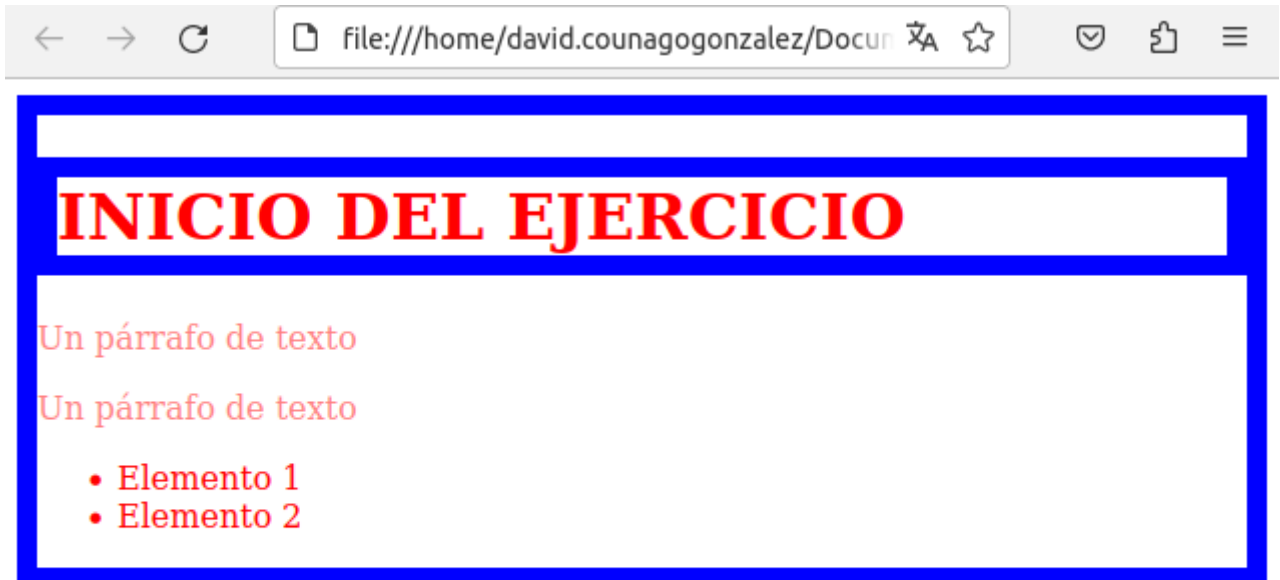 file:///home/david.counagogonzalez/Docum
INICIO DEL EJERCICIO
Un párrafo de texto
Un párrafo de texto
• Elemento 1
• Elemento 2